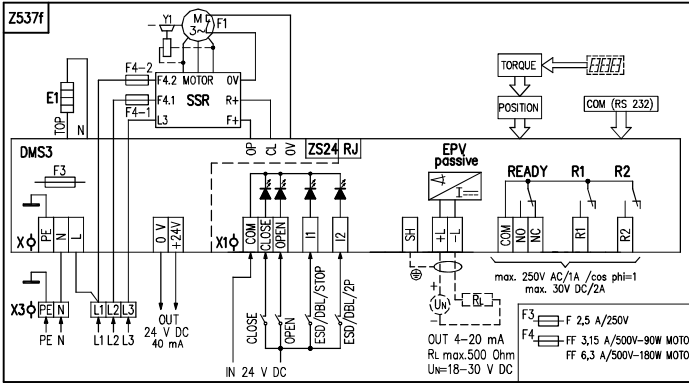 Z537f
Y1
M
3~
F1
F4-2
F4.2 MOTOR 0V
F4.1 SSR R+
F4-1
L3 F+
E1
TOP
N
OP
CL
OV
TORQUE
POSITION
COM (RS 232)
DMS3
F3
ZS24 RJ
EPV
passive
READY R1 R2
X
PE
N
L
0 V
+24V
X1
COM
CLOSE
OPEN
I1
I2
SH
+L
-L
COM
NO
NC
R1
R2
max. 250V AC/1A /cos phi=1
max. 30V DC/2A
X3 PE N L1 L2 L3
PE N L1 L2 L3
OUT
24 V DC
40 mA
CLOSE
OPEN
ESD/DBL/STOP
ESD/DBL/2P
IN 24 V DC
+
UN
-
RL
OUT 4-20 mA
RL max.500 Ohm
UN=18-30 V DC
F3 F 2,5 A/250V
F4 FF 3,15 A/500V-90W MOTO
FF 6,3 A/500V-180W MOTO